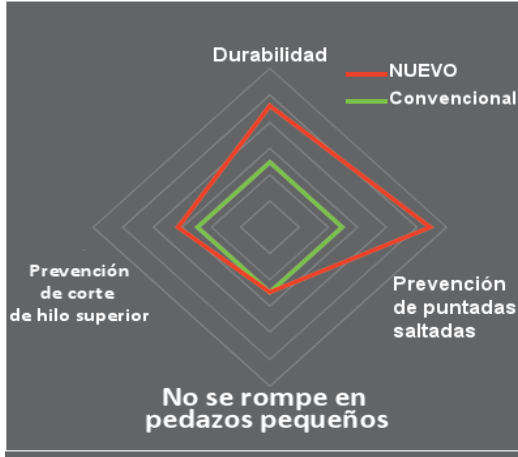 Durabilidad
NUEVO
Convencional
Prevención
de corte
de hilo superior
Prevención
de puntadas
saltadas
No se rompe en
pedazos pequeños